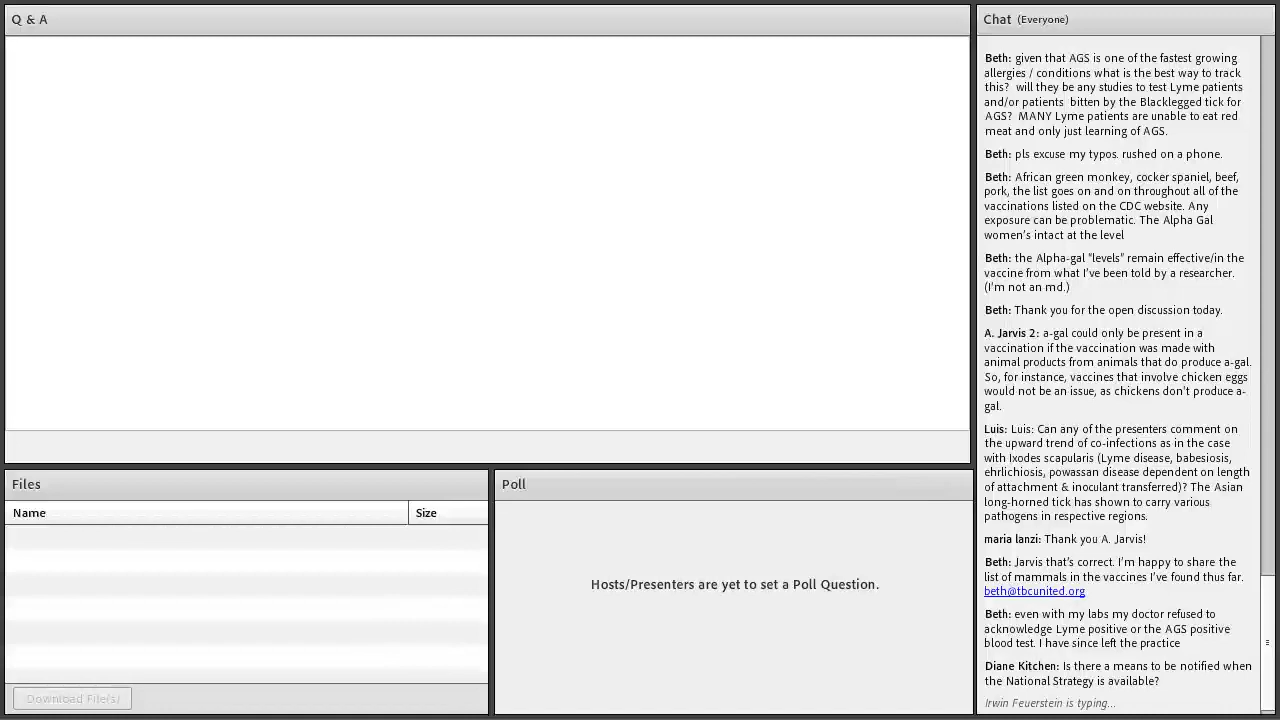 Q & A
Chat (Everyone)
Beth: given that AGS is one of the fastest growing
allergies / conditions what is the best way to track
this?  will they be any studies to test Lyme patients
and/or patients  bitten by the Blacklegged tick for
AGS?  MANY Lyme patients are unable to eat red
meat and only just learning of AGS.
Beth: pls excuse my typos. rushed on a phone.
Beth: African green monkey, cocker spaniel, beef,
pork, the list goes on and on throughout all of the
vaccinations listed on the CDC website. Any
exposure can be problematic. The Alpha Gal
women's intact at the level
Beth: the Alpha-gal "levels" remain effective/in the
vaccine from what I've been told by a researcher.
(I'm not an md.)
Beth: Thank you for the open discussion today.
A. Jarvis 2: a-gal could only be present in a
vaccination if the vaccination was made with
animal products from animals that do produce a-gal.
So, for instance, vaccines that involve chicken eggs
would not be an issue, as chickens don't produce a-
gal.
Luis: Luis: Can any of the presenters comment on
the upward trend of co-infections as in the case
with Ixodes scapularis (Lyme disease, babesiosis,
ehrlichiosis, powassan disease dependent on length
of attachment & inoculant transferred)? The Asian
long-horned tick has shown to carry various
pathogens in respective regions.
maria lanzi: Thank you A. Jarvis!
Beth: Jarvis that's correct. I'm happy to share the
list of mammals in the vaccines I've found thus far.
beth@tbcunited.org
Beth: even with my labs my doctor refused to
acknowledge Lyme positive or the AGS positive
blood test. I have since left the practice
Diane Kitchen: Is there a means to be notified when
the National Strategy is available?
Irwin Feuerstein is typing...
Files
Name
Size
Download File(s)
Poll
Hosts/Presenters are yet to set a Poll Question.